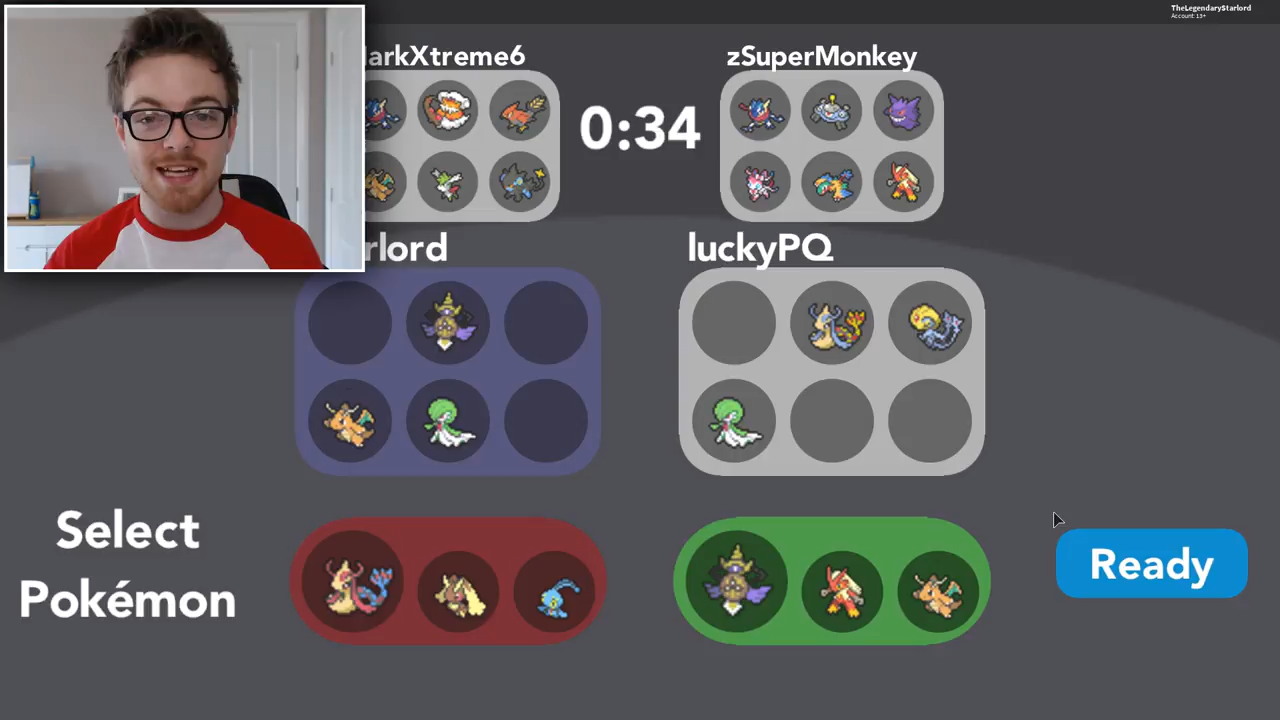 TheLegendaryStarlord
Account: 13+
arkXtreme6
zSuperMonkey
0:34
rlord
luckyPQ
Select
Pokémon
Ready